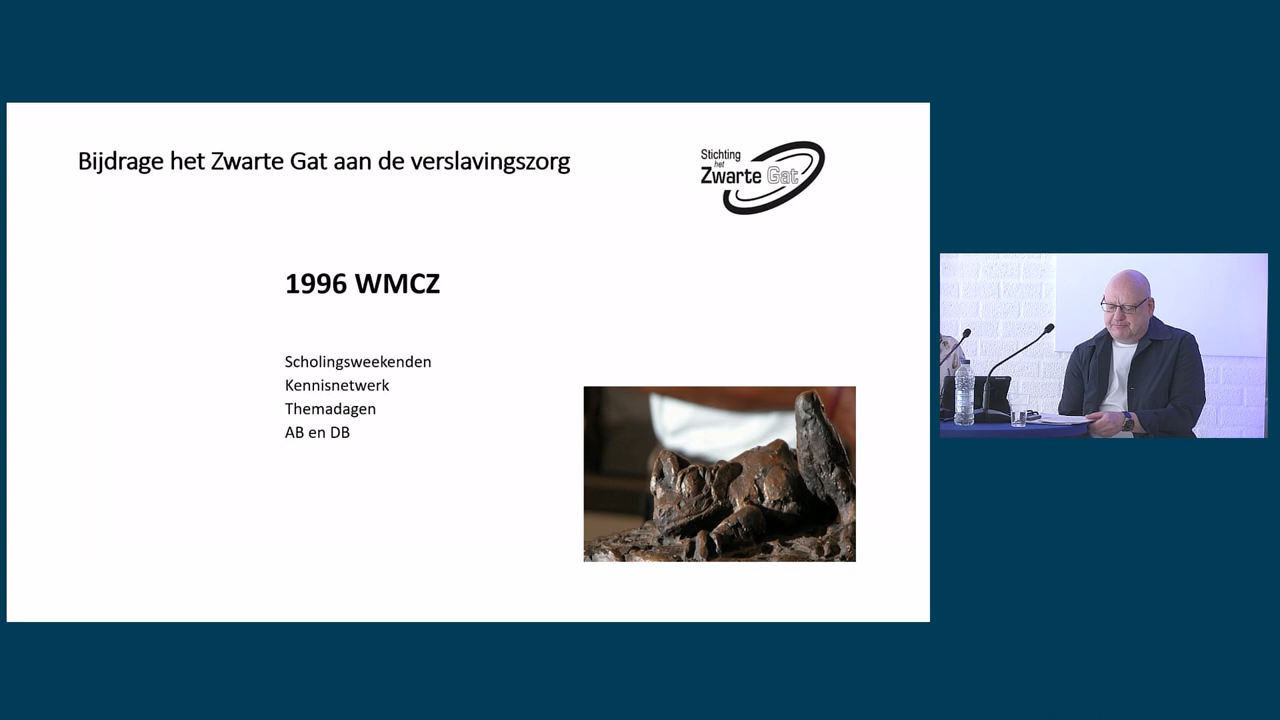 Bijdrage het Zwarte Gat aan de verslavingszorg
Stichting
het
Zwarte Gat
1996 WMCZ
Scholingsweekenden
Kennisnetwerk
Themadagen
AB en DB